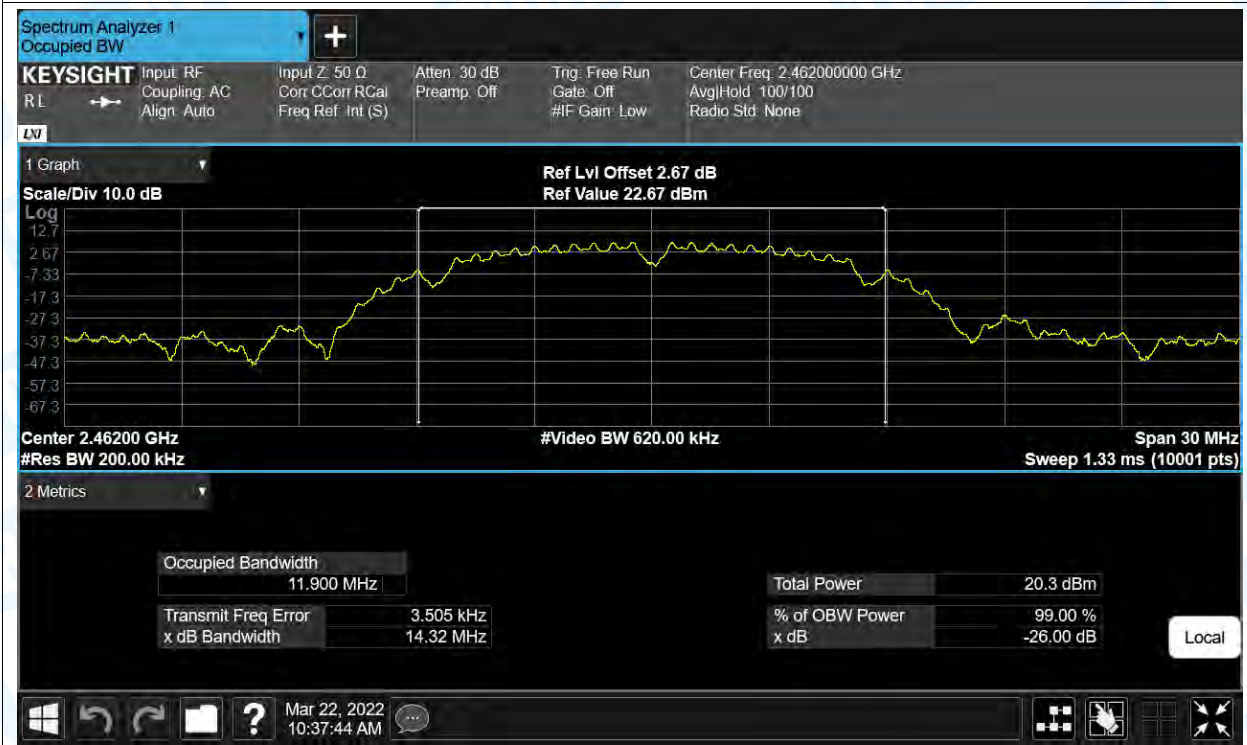 Spectrum Analyzer 1
Occupied BW
KEYSIGHT
R L
LXI
Input: RF
Coupling: AC
Align: Auto
Input Z: 50 Ω
Corr CCorr RCal
Freq Ref: Int (S)
Atten: 30 dB
Preamp: Off
Trig: Free Run
Gate: Off
#IF Gain: Low
Center Freq: 2.462000000 GHz
Avg|Hold: 100/100
Radio Std: None
1 Graph
Scale/Div 10.0 dB
Ref Lvl Offset 2.67 dB
Ref Value 22.67 dBm
Log
12.7
2.67
-7.33
-17.3
-27.3
-37.3
-47.3
-57.3
-67.3
Center 2.46200 GHz
#Res BW 200.00 kHz
#Video BW 620.00 kHz
Span 30 MHz
Sweep 1.33 ms (10001 pts)
2 Metrics
Occupied Bandwidth
11.900 MHz
Transmit Freq Error 3.505 kHz
x dB Bandwidth 14.32 MHz
Total Power 20.3 dBm
% of OBW Power 99.00 %
x dB -26.00 dB
Local
?
Mar 22, 2022
10:37:44 AM